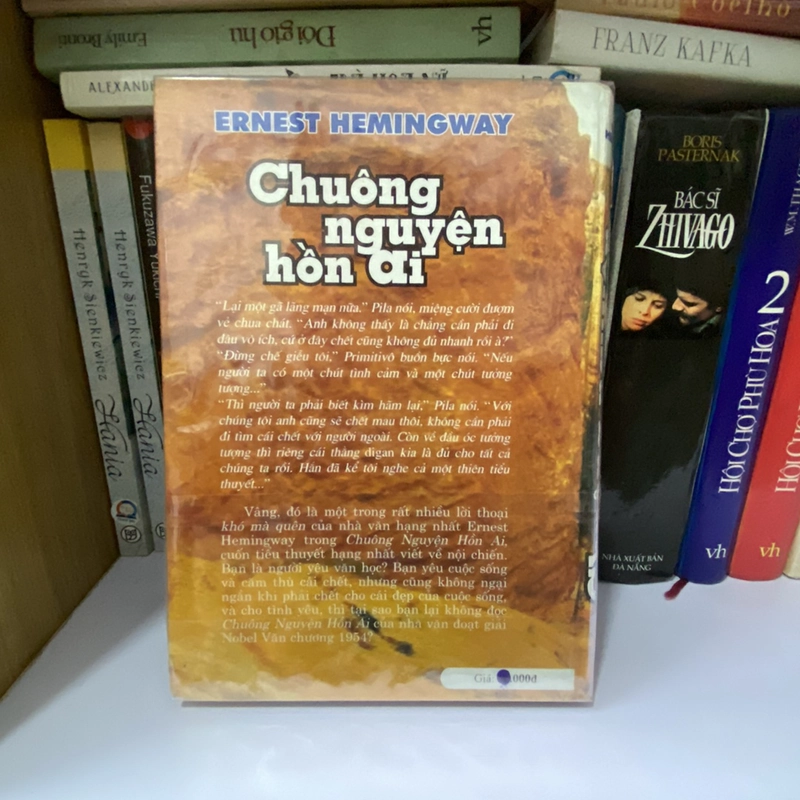 Emily Bronti
Đồi gió hú
vh
Coelho
FRANZ KAFKA
ALEXAND
ERNEST HEMINGWAY
Chuông
nguyện
hồn ai
“Lại một gã lãng mạn nữa.” Pila nói, miệng cười đượm
vẻ chua chát. “Anh không thấy là chẳng cần phải đi
đâu vô ích, cứ ở đây chết cũng không đủ nhanh rồi à?”
“Đừng chế giễu tôi,” Primitivô buồn bực nói. “Nếu
người ta có một chút tình cảm và một chút tưởng
tượng...”
“Thì người ta phải biết kìm hãm lại,” Pila nói. “Với
chúng tôi anh cũng sẽ chết mau thôi, không cần phải
đi tìm cái chết với người ngoài. Còn về đầu óc tưởng
tượng thì riêng cái thằng digan kia là đủ cho tất cả
chúng ta rồi. Hắn đã kể tôi nghe cả một thiên tiểu
thuyết...”
Vâng, đó là một trong rất nhiều lời thoại
khó mà quên của nhà văn hạng nhất Ernest
Hemingway trong Chuông Nguyện Hồn Ai,
cuốn tiểu thuyết hạng nhất viết về nội chiến.
Bạn là người yêu văn học? Bạn yêu cuộc sống
và căm thù cái chết, nhưng cũng không ngại
ngần khi phải chết cho cái đẹp của cuộc sống,
và cho tình yêu, thì tại sao bạn lại không đọc
Chuông Nguyện Hồn Ai của nhà văn đoạt giải
Nobel Văn chương 1954?
Giá: .000đ
Henryk Sienkiewicz
Hania
Henryk Sienkiewicz
Hania
Fukuzawa Yukichi
BORIS
PASTERNAK
BÁC SĨ
ZHIVAGO
NHÀ XUẤT BẢN
ĐÀ NẴNG
W.M. THAC
2
HỘI CHỢ PHÙ HOA
vh
HỘI CHỢ
vh